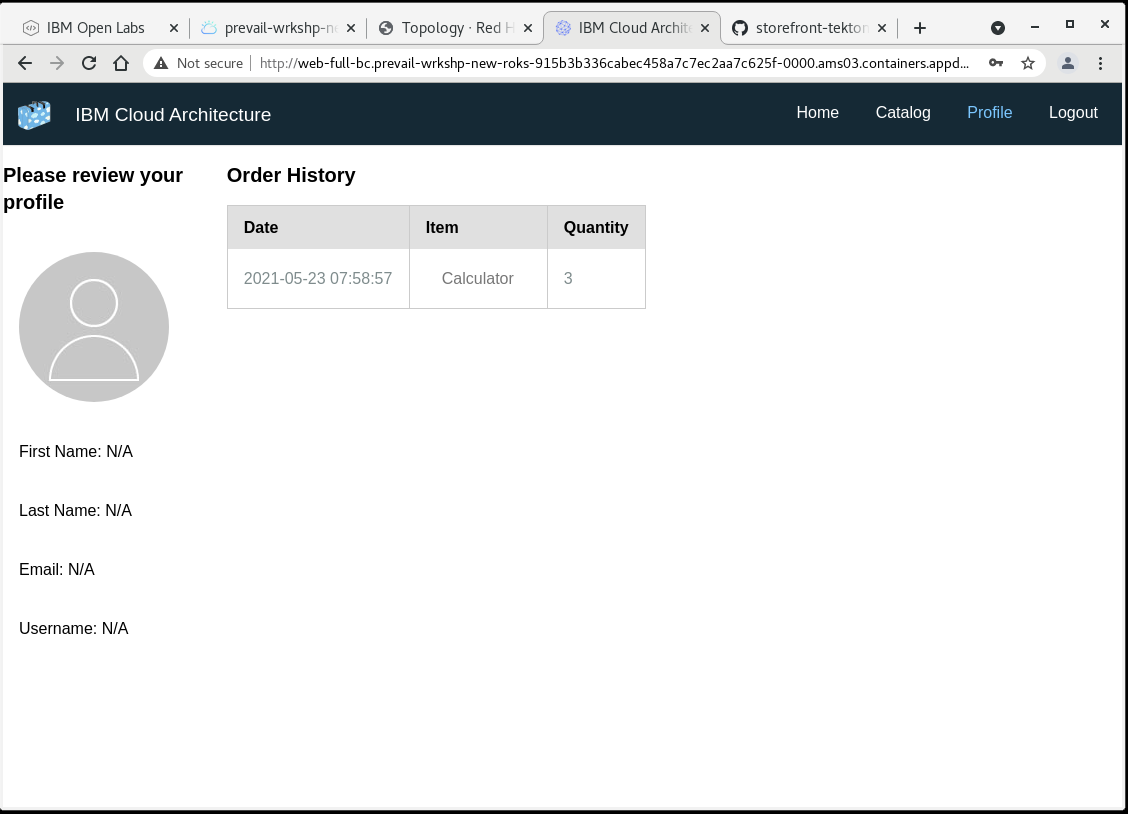 IBM Open Labs
prevail-wrkshp-ne
Topology · Red H
IBM Cloud Archite
storefront-tekton
Not secure
http://web-full-bc.prevail-wrkshp-new-roks-915b3b336cabec458a7c7ec2aa7c625f-0000.ams03.containers.appd...
IBM Cloud Architecture
Home
Catalog
Profile
Logout
Please review your
profile
First Name: N/A
Last Name: N/A
Email: N/A
Username: N/A
Order History
Date Item Quantity
2021-05-23 07:58:57 Calculator 3